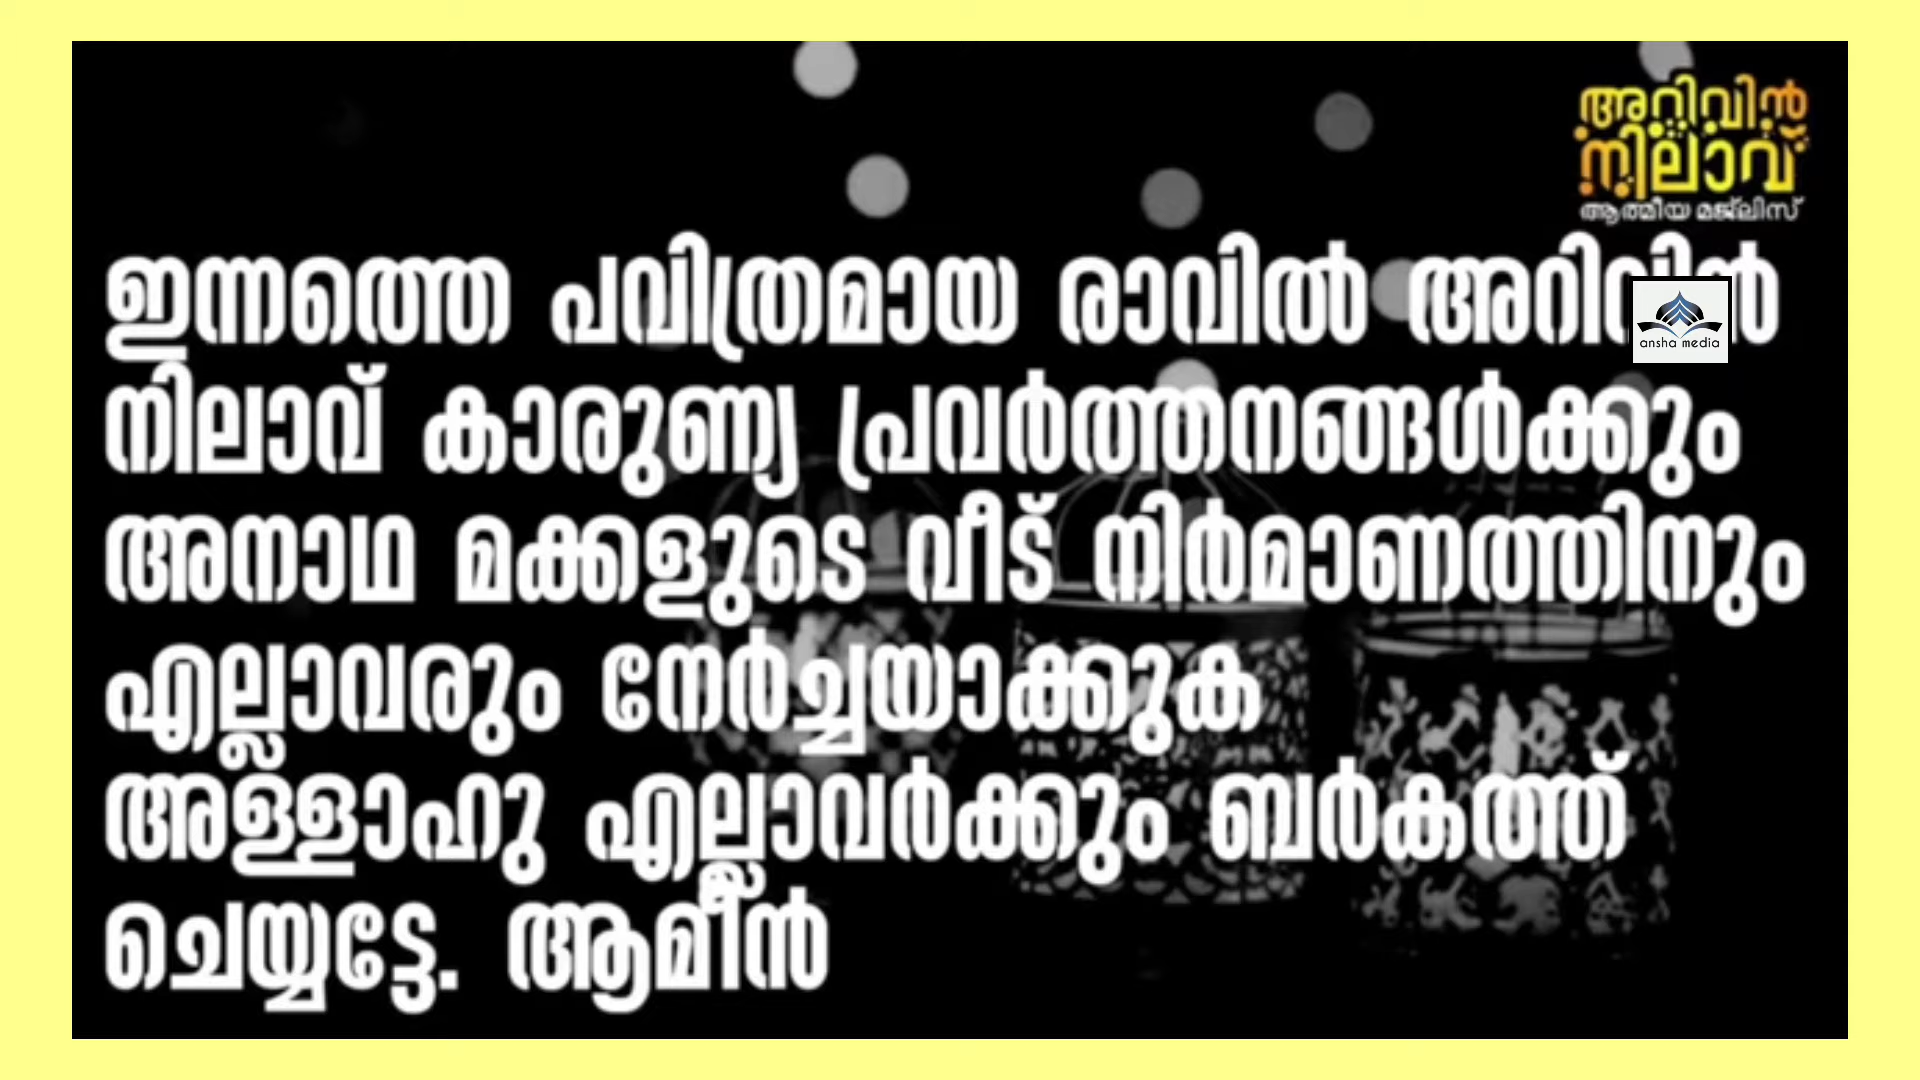 അറിവിൻ
നിലാവ്
ആത്മീയ മജ്ലിസ്
ഇന്നത്തെ പവിത്രമായ രാവിൽ അറിവിൻ
ansha media
നിലാവ് കാരുണ്യ പ്രവർത്തനങ്ങൾക്കും
അനാഥ മക്കളുടെ വീട് നിർമാണത്തിനും
എല്ലാവരും നേർച്ചയാക്കുക
അള്ളാഹു എല്ലാവർക്കും ബർകത്ത്
ചെയ്യട്ടേ. ആമീൻ